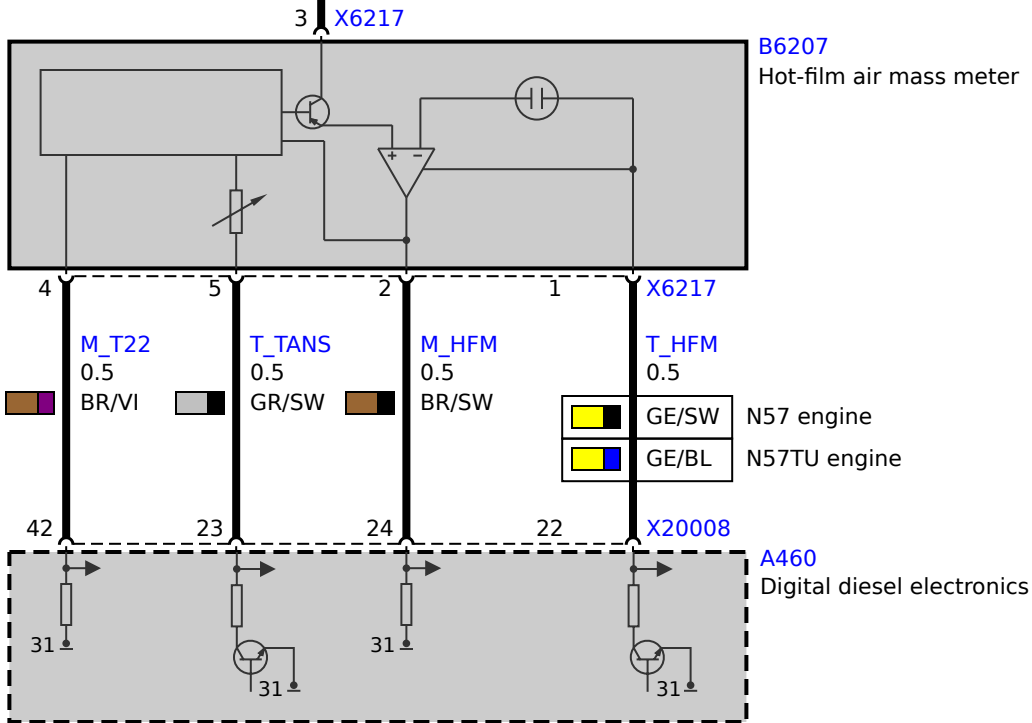 3 X6217
B6207
Hot-film air mass meter
+ −
4 5 2 1 X6217
M_T22 T_TANS M_HFM T_HFM
0.5 0.5 0.5 0.5
BR/VI GR/SW BR/SW
GE/SW N57 engine
GE/BL N57TU engine
42 23 24 22 X20008
A460
Digital diesel electronics
31 31
31 31